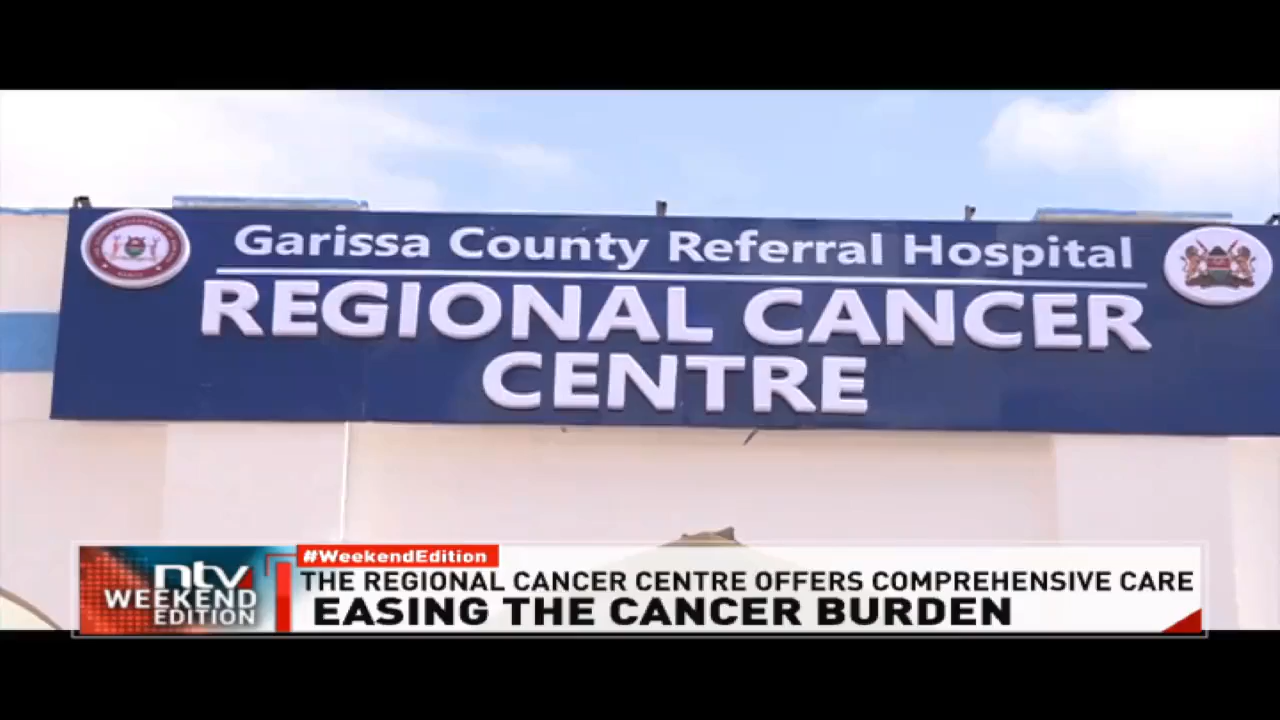 Garissa County Referral Hospital
REGIONAL CANCER
CENTRE
#WeekendEdition
ntv
WEEKEND
EDITION
THE REGIONAL CANCER CENTRE OFFERS COMPREHENSIVE CARE
EASING THE CANCER BURDEN